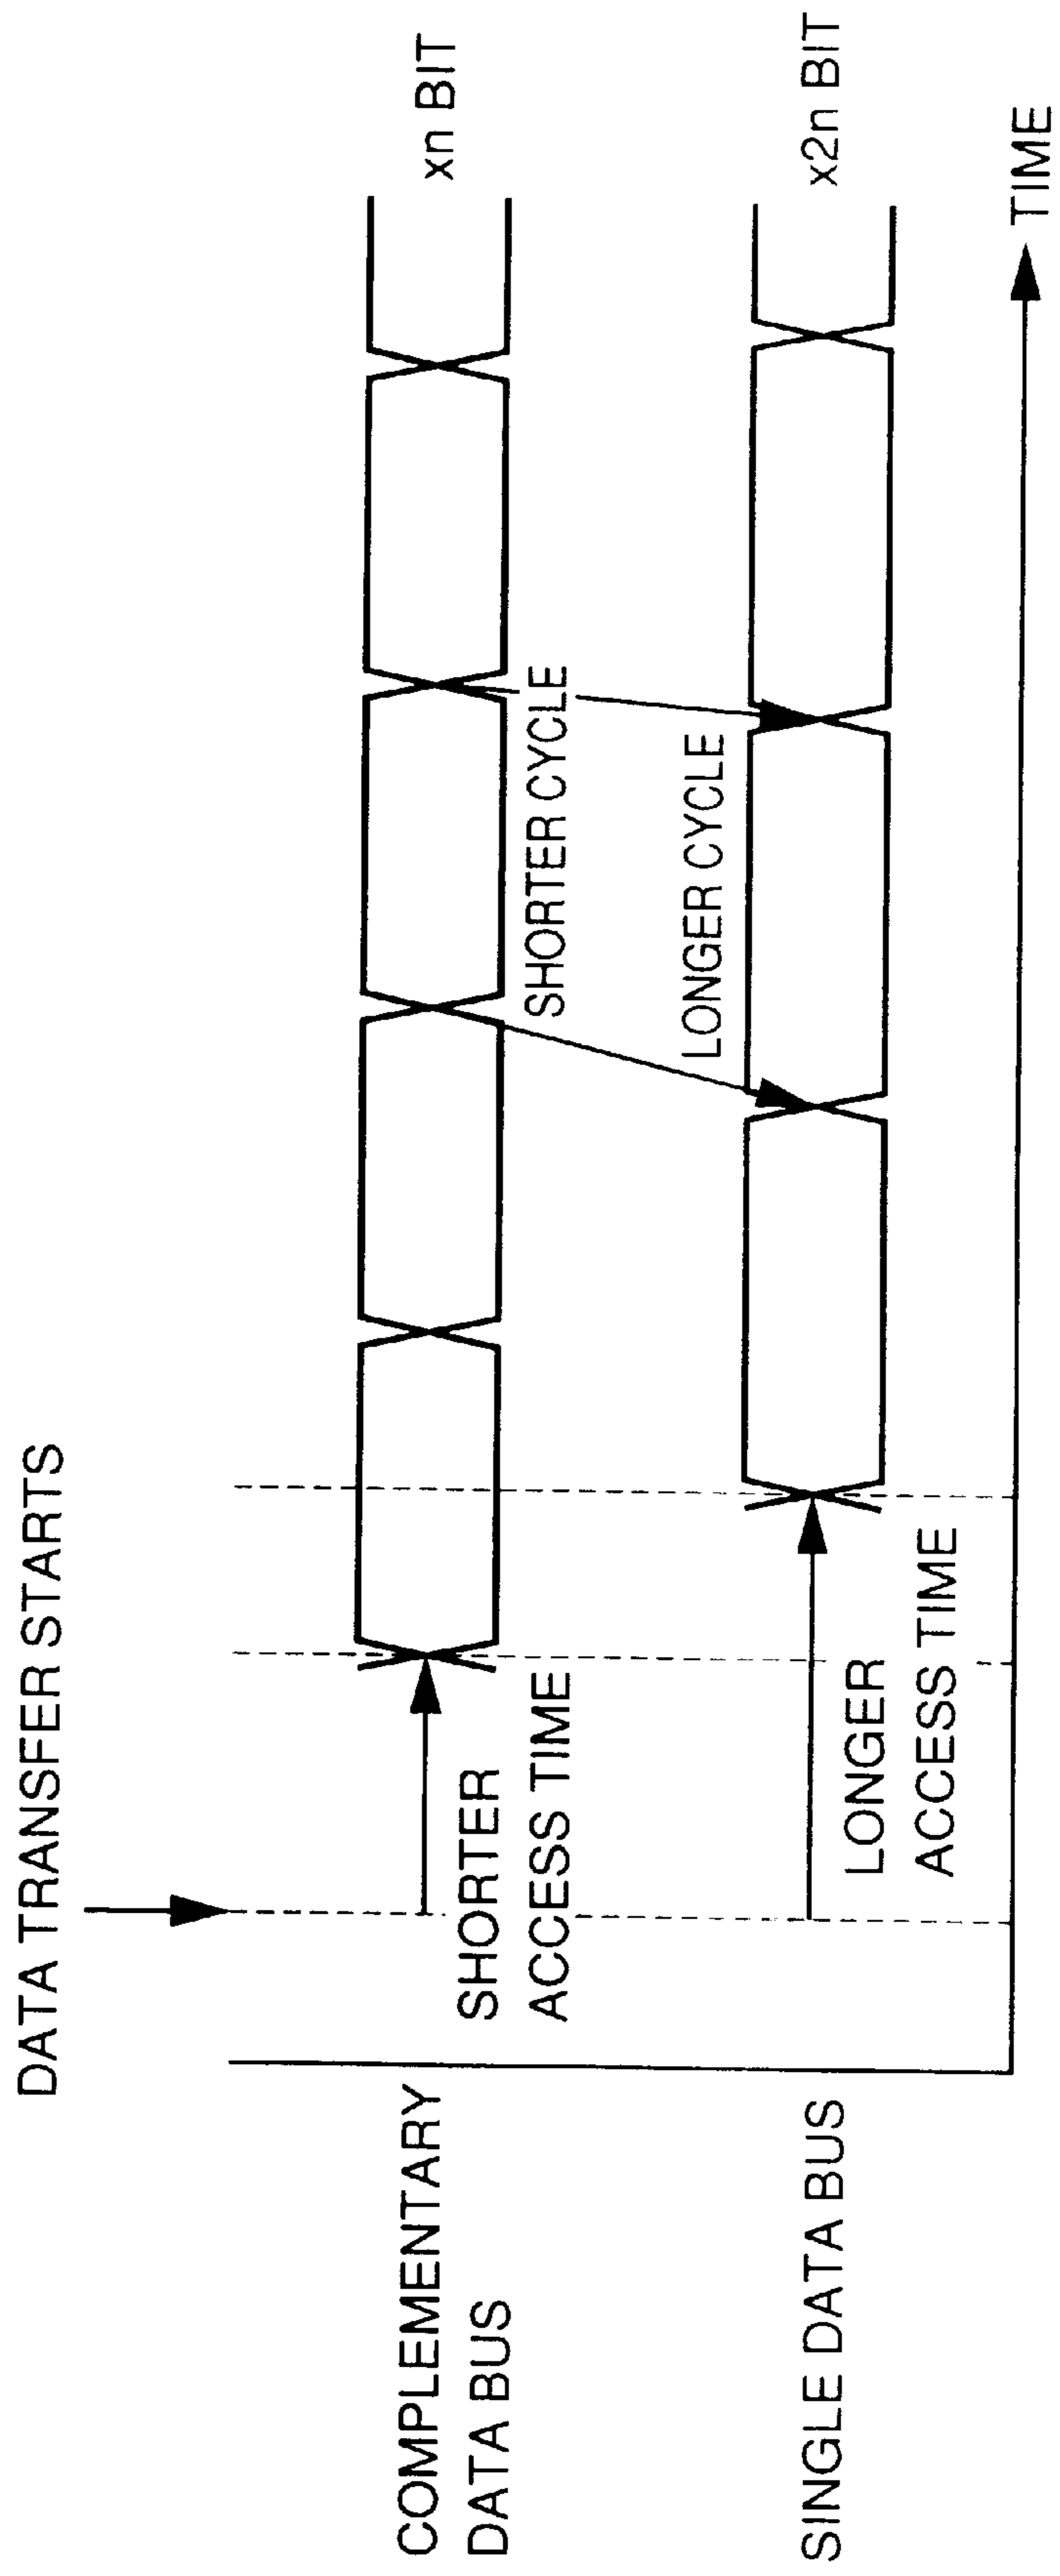 DATA TRANSFER STARTS
COMPLEMENTARY
DATA BUS
xn BIT
SHORTER
ACCESS TIME
SHORTER CYCLE
LONGER CYCLE
SINGLE DATA BUS
x2n BIT
LONGER
ACCESS TIME
TIME